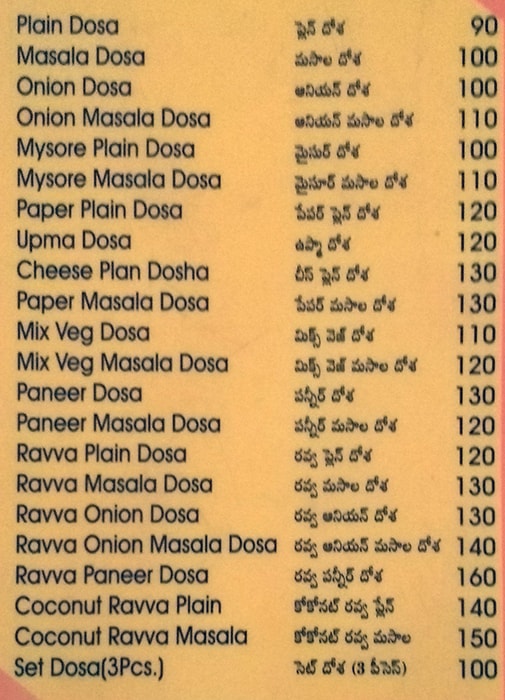 Plain Dosa ప్లైన్ దోశ 90
Masala Dosa మసాల దోశ 100
Onion Dosa ఆనియన్ దోశ 100
Onion Masala Dosa ఆనియన్ మసాల దోశ 110
Mysore Plain Dosa మైసుర్ దోశ 100
Mysore Masala Dosa మైసూర్ మసాల దోశ 110
Paper Plain Dosa పేపర్ ప్లైన్ దోశ 120
Upma Dosa ఉప్మా దోశ 120
Cheese Plan Dosha చీస్ ప్లైన్ దోశ 130
Paper Masala Dosa పేపర్ మసాల దోశ 130
Mix Veg Dosa మిక్స్ వెజ్ దోశ 110
Mix Veg Masala Dosa మిక్స్ వెజ్ మసాల దోశ 120
Paneer Dosa పన్నీర్ దోశ 130
Paneer Masala Dosa పన్నీర్ మసాల దోశ 120
Ravva Plain Dosa రవ్వ ప్లైన్ దోశ 120
Ravva Masala Dosa రవ్వ మసాల దోశ 130
Ravva Onion Dosa రవ్వ ఆనియన్ దోశ 130
Ravva Onion Masala Dosa రవ్వ ఆనియన్ మసాల దోశ 140
Ravva Paneer Dosa రవ్వ పన్నీర్ దోశ 160
Coconut Ravva Plain కోకోనట్ రవ్వ ప్లేన్ 140
Coconut Ravva Masala కోకోనట్ రవ్వ మసాల 150
Set Dosa(3Pcs.) సెట్ దోశ (3 పీసెస్) 100